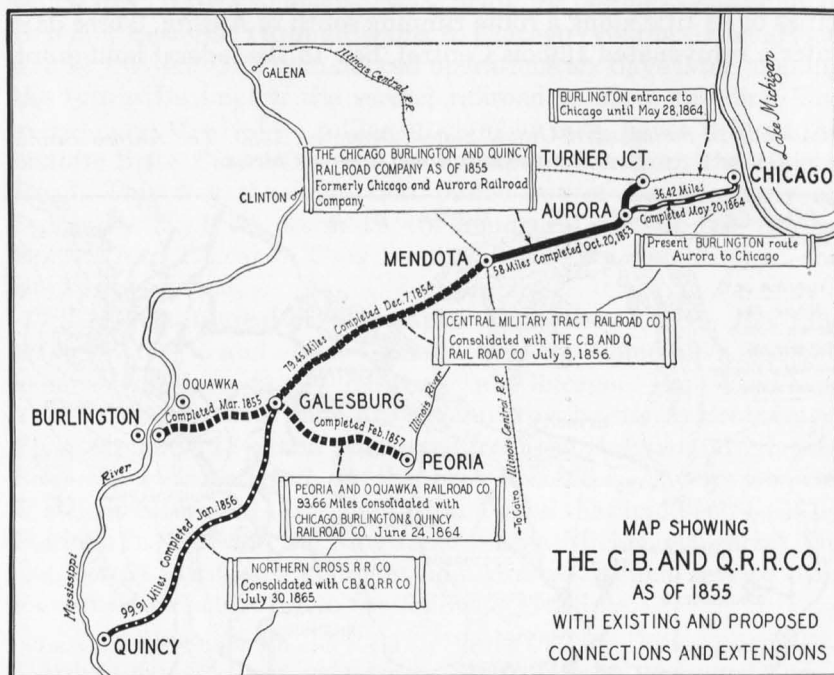 GALENA
Illinois Central R.R.
Lake Michigan
BURLINGTON entrance to
Chicago until May 28,1864
THE CHICAGO BURLINGTON AND QUINCY
RAILROAD COMPANY AS OF 1855
Formerly Chicago and Aurora Railroad
Company.
TURNER JCT.
CHICAGO
CLINTON
AURORA
36.42 Miles
Completed May 20,1864
58 Miles Completed Oct. 20,1853
Present BURLINGTON route
Aurora to Chicago
MENDOTA
79.45 Miles Completed Dec. 7, 1854
CENTRAL MILITARY TRACT RAILROAD CO.
Consolidated with THE C.B AND Q
RAIL ROAD CO July 9, 1856.
OQUAWKA
BURLINGTON
Completed Mar. 1855
GALESBURG
Completed Feb, 1857
Illinois River
PEORIA
To Cairo Illinois Central R.R
River
Mississippi
PEORIA AND OQUAWKA RAILROAD CO.
93.66 Miles Consolidated with
CHICAGO BURLINGTON & QUINCY
RAILROAD CO. June 24,1864
99.91 Miles Completed Jan. 1856
NORTHERN CROSS R R CO.
Consolidated with C.B.& Q.R R CO
July 30,1865.
QUINCY
MAP SHOWING
THE C.B. AND Q.R.R.CO.
AS OF 1855
WITH EXISTING AND PROPOSED
CONNECTIONS AND EXTENSIONS